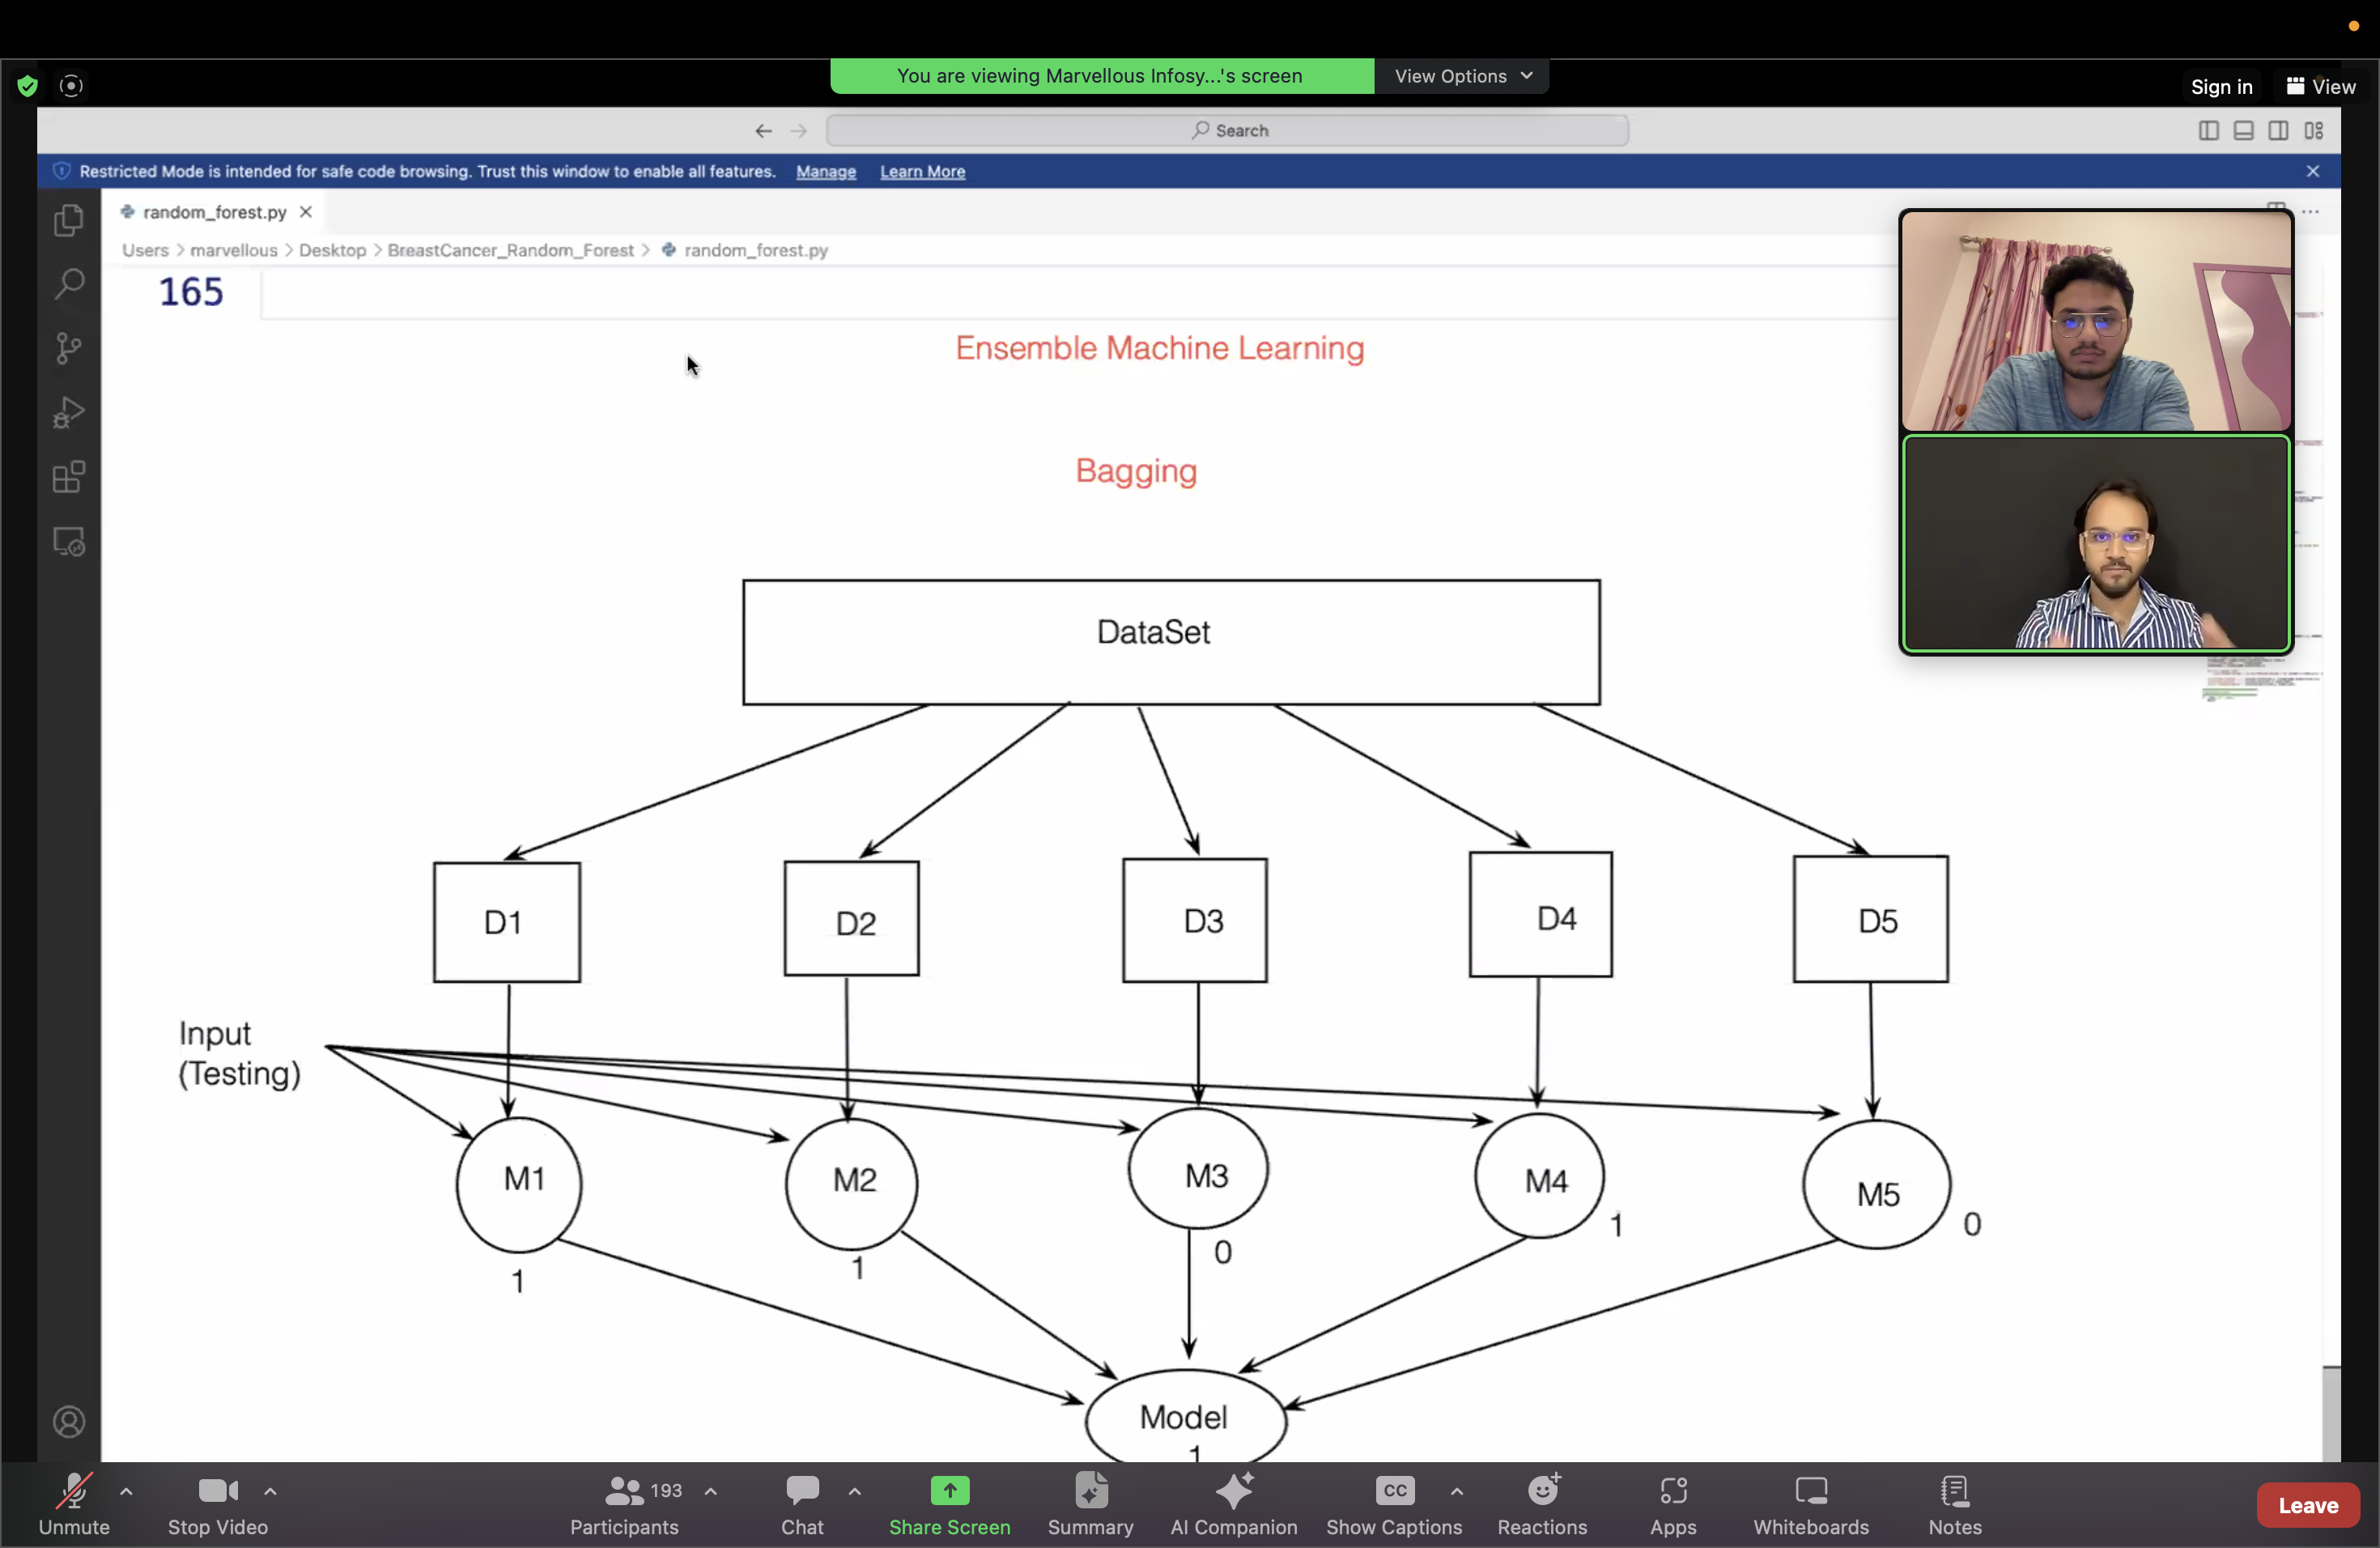 You are viewing Marvellous Infosy...'s screen View Options
Sign in View
Search
Restricted Mode is intended for safe code browsing. Trust this window to enable all features. Manage Learn More
random_forest.py
Users > marvellous > Desktop > BreastCancer_Random_Forest > random_forest.py
165
Ensemble Machine Learning
Bagging
DataSet
D1 D2 D3 D4 D5
Input
(Testing)
M1 M2 M3 M4 M5
1 1 0 1 0
Model
1
193
CC
Unmute Stop Video Participants Chat Share Screen Summary AI Companion Show Captions Reactions Apps Whiteboards Notes Leave